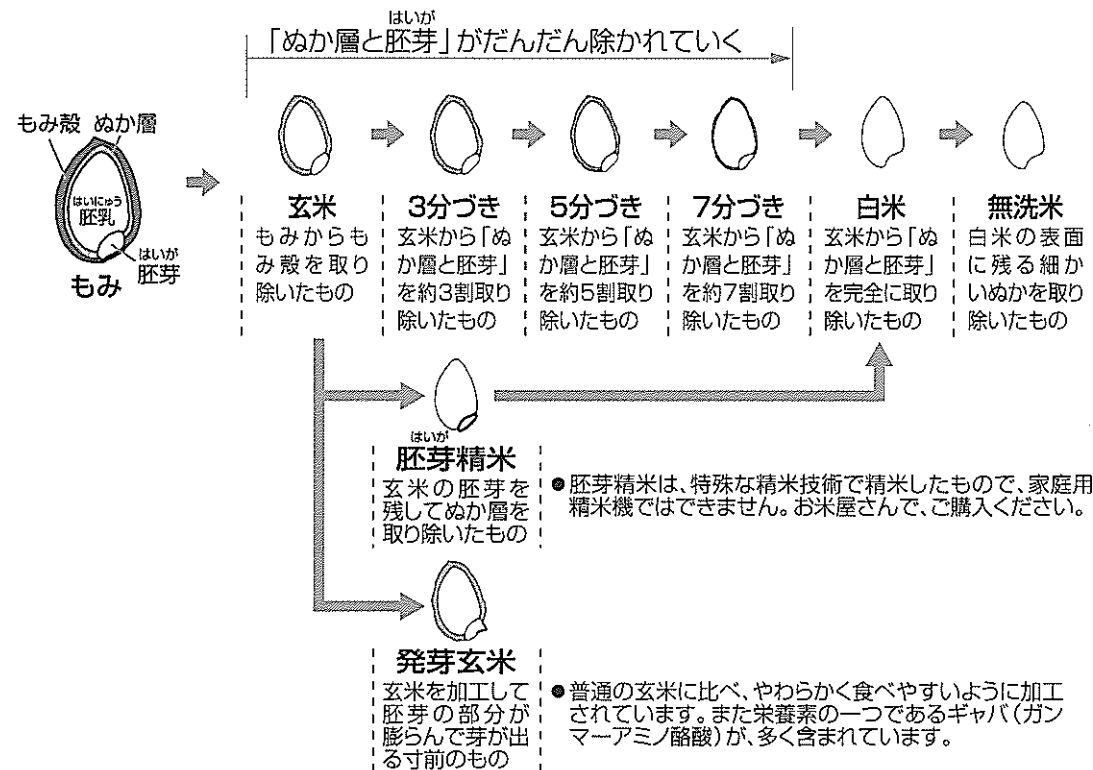 はいが
「ぬか層と胚芽」がだんだん除かれていく
もみ殻 ぬか層
はいにゅう
胚乳
はいが
胚芽
もみ
玄米
もみからも
み殻を取り
除いたもの
3分づき
玄米から「ぬ
か層と胚芽」
を約3割取り
除いたもの
5分づき
玄米から「ぬ
か層と胚芽」
を約5割取り
除いたもの
7分づき
玄米から「ぬ
か層と胚芽」
を約7割取り
除いたもの
白米
玄米から「ぬ
か層と胚芽」
を完全に取り
除いたもの
無洗米
白米の表面
に残る細か
いぬかを取り
除いたもの
はいが
胚芽精米
玄米の胚芽を
残してぬか層を
取り除いたもの
●胚芽精米は、特殊な精米技術で精米したもので、家庭用
精米機ではできません。お米屋さんで、ご購入ください。
発芽玄米
玄米を加工して
胚芽の部分が
膨らんで芽が出
る寸前のもの
●普通の玄米に比べ、やわらかく食べやすいように加工
されています。また栄養素の一つであるギャバ(ガン
マーアミノ酪酸)が、多く含まれています。